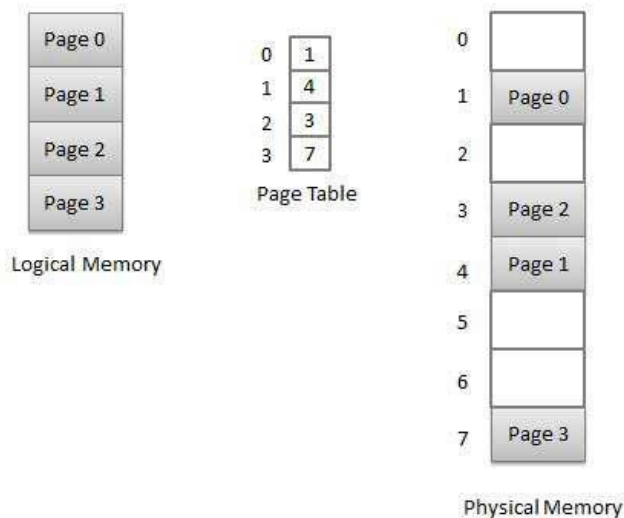 Page 0
Page 1
Page 2
Page 3
Logical Memory
0 1
1 4
2 3
3 7
Page Table
0
1 Page 0
2
3 Page 2
4 Page 1
5
6
7 Page 3
Physical Memory